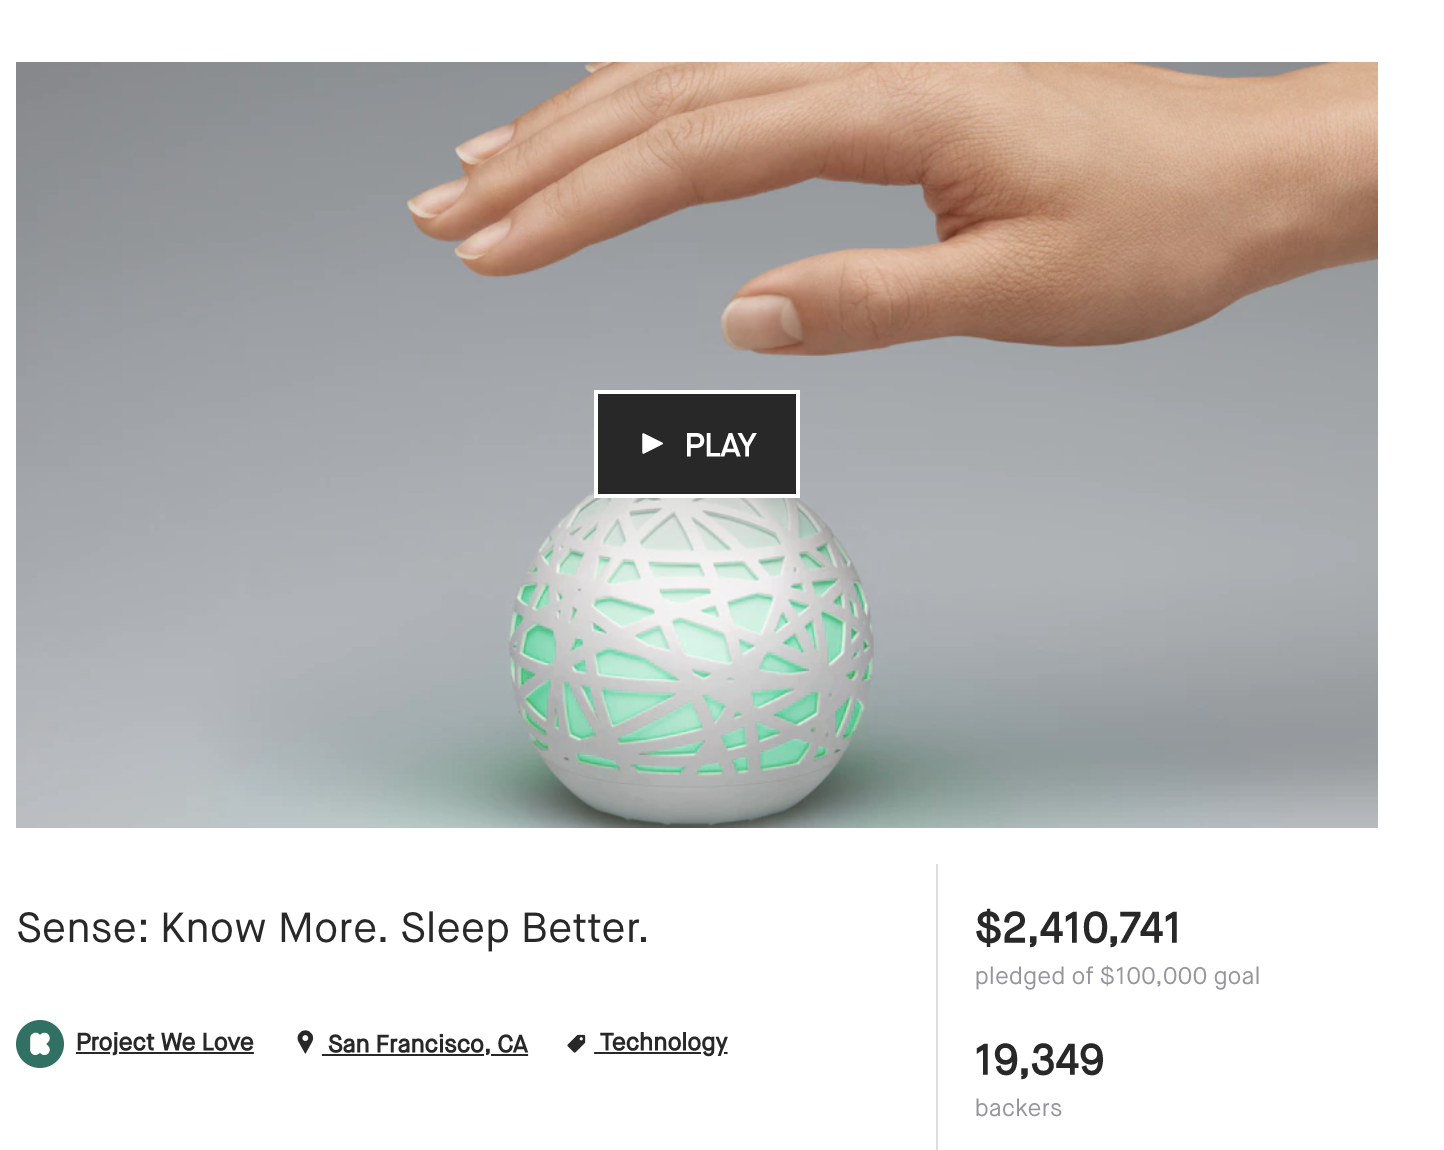 PLAY
Sense: Know More. Sleep Better.
Project We Love San Francisco, CA Technology
$2,410,741
pledged of $100,000 goal
19,349
backers